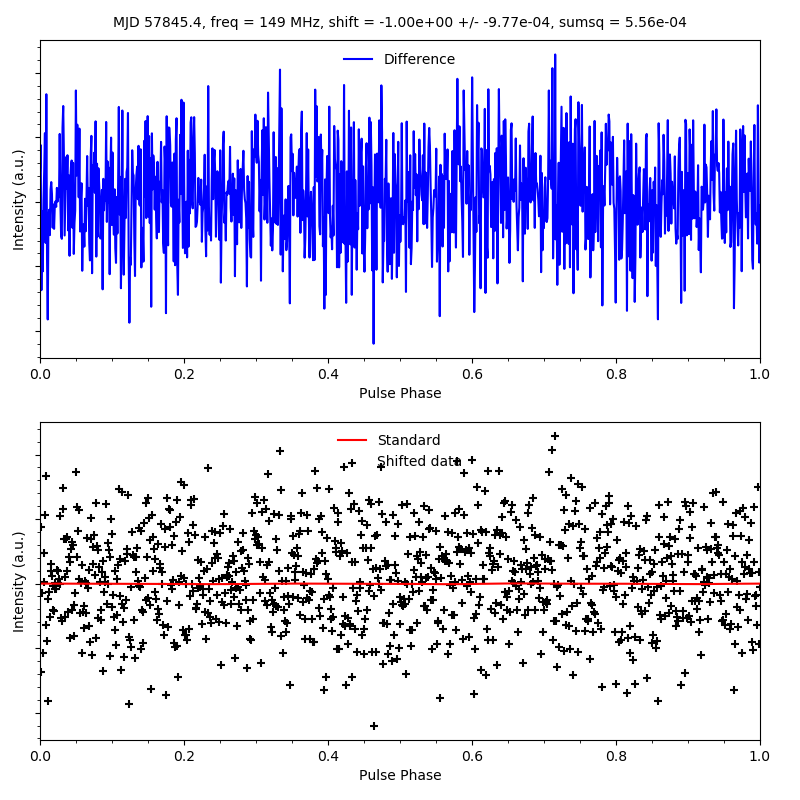 MJD 57845.4, freq = 149 MHz, shift = -1.00e+00 +/- -9.77e-04, sumsq = 5.56e-04
Difference
Intensity (a.u.)
0.0 0.2 0.4 0.6 0.8 1.0
Pulse Phase
Standard
Shifted data
Intensity (a.u.)
0.0 0.2 0.4 0.6 0.8 1.0
Pulse Phase